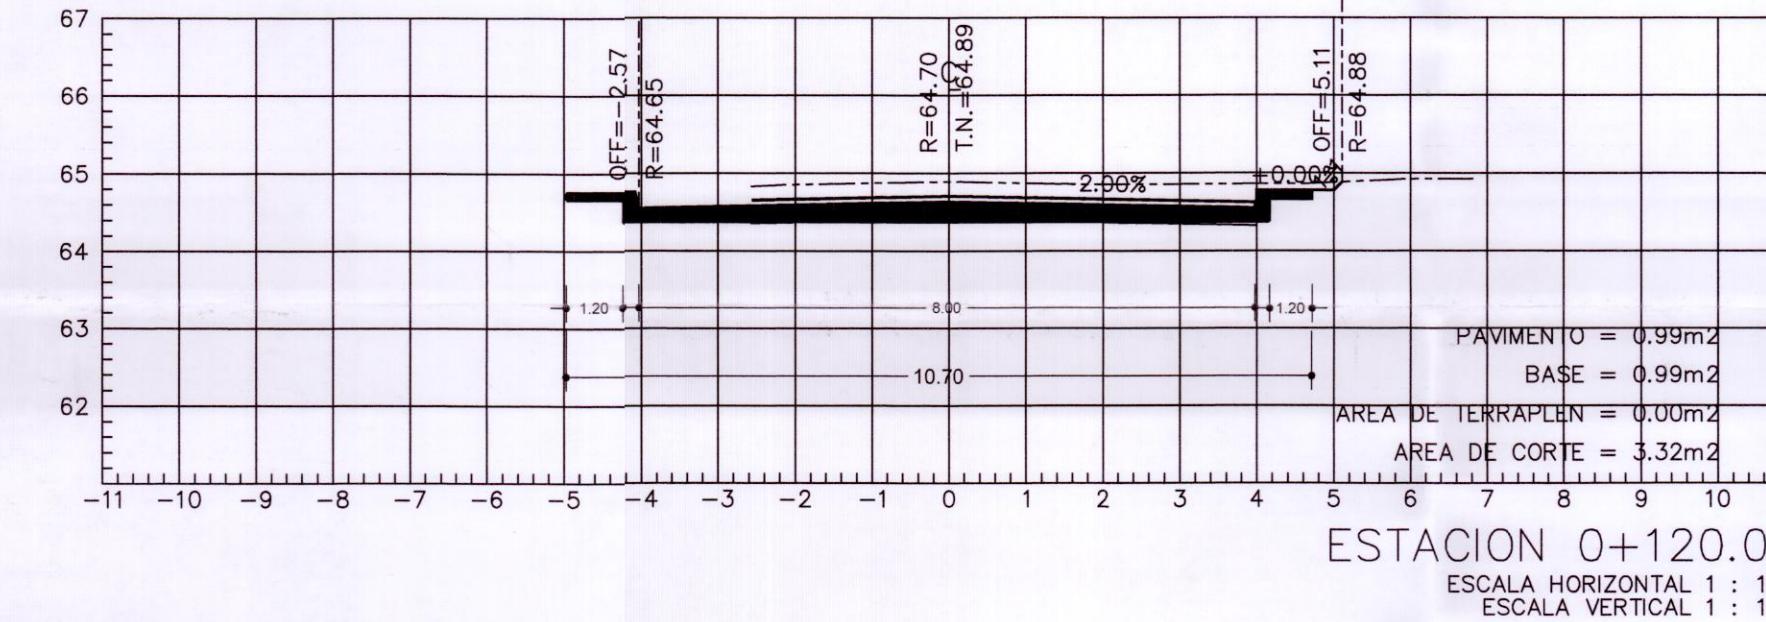 67
66
65
64
63
62
OFF=-2.57
R=64.65
R=64.70
C
T.N.=64.89
OFF=5.11
R=64.88
2.00%
+0.00%
1.20
8.00
1.20
10.70
PAVIMENTO = 0.99m2
BASE = 0.99m2
AREA DE TERRAPLEN = 0.00m2
AREA DE CORTE = 3.32m2
-11 -10 -9 -8 -7 -6 -5 -4 -3 -2 -1 0 1 2 3 4 5 6 7 8 9 10
ESTACION 0+120.0
ESCALA HORIZONTAL 1 : 1
ESCALA VERTICAL 1 : 1